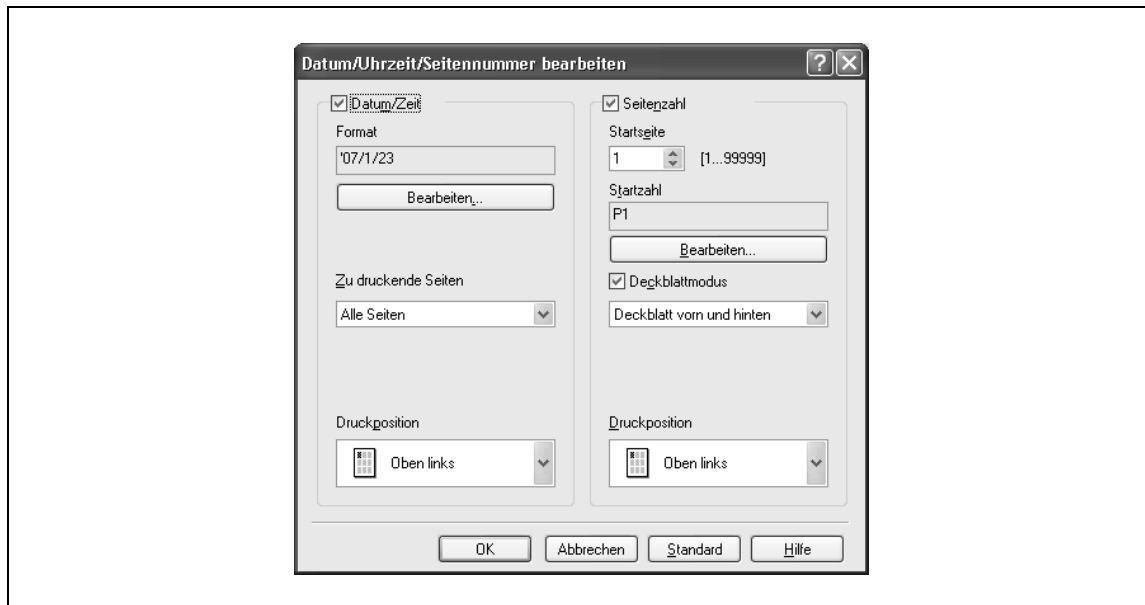 Datum/Uhrzeit/Seitennummer bearbeiten
Datum/Zeit
Format
'07/1/23
Bearbeiten...
Zu druckende Seiten
Alle Seiten
Druckposition
Oben links
Seitenzahl
Startseite
1 [1...99999]
Startzahl
P1
Bearbeiten...
Deckblattmodus
Deckblatt vorn und hinten
Druckposition
Oben links
OK Abbrechen Standard Hilfe